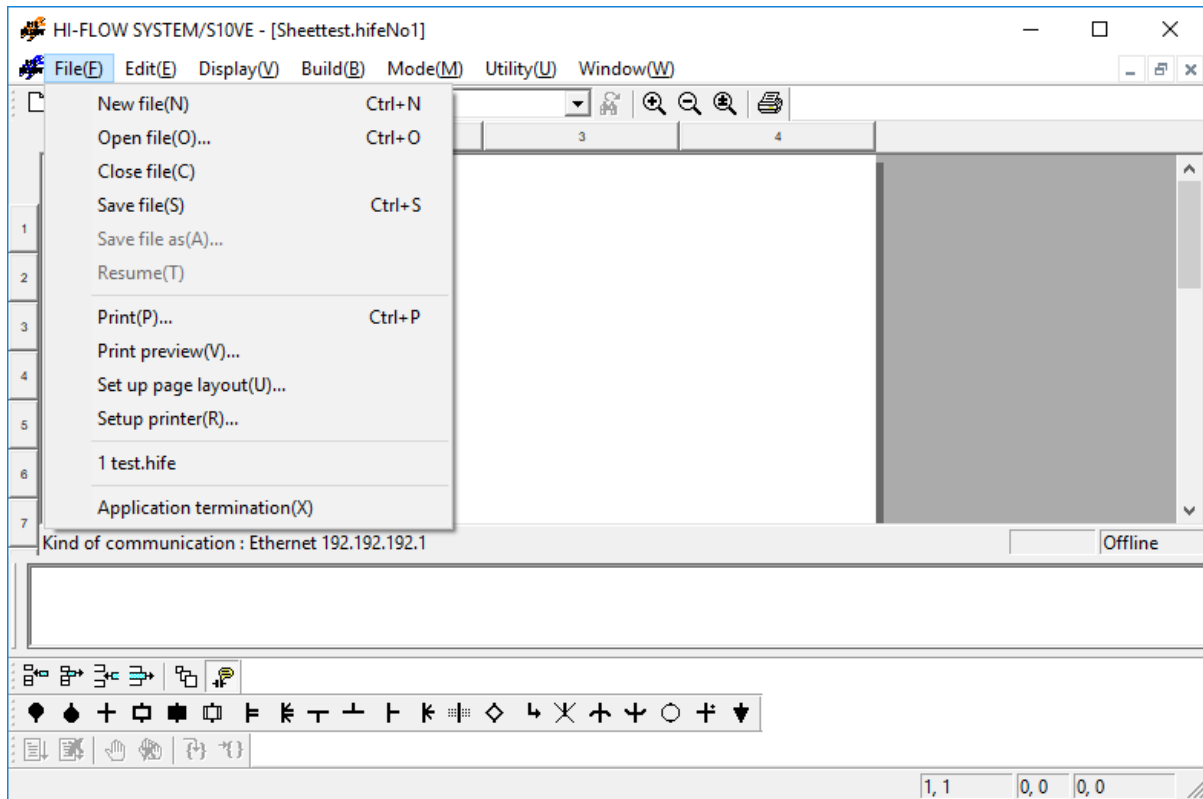 HI-FLOW SYSTEM/S10VE - [Sheettest.hifeNo1]
File(F) Edit(E) Display(V) Build(B) Mode(M) Utility(U) Window(W)
New file(N) Ctrl+N
Open file(O)... Ctrl+O
Close file(C)
Save file(S) Ctrl+S
Save file as(A)...
Resume(T)
Print(P)... Ctrl+P
Print preview(V)...
Set up page layout(U)...
Setup printer(R)...
1 test.hife
Application termination(X)
3 4
1
2
3
4
5
6
7
Kind of communication : Ethernet 192.192.192.1 Offline
1, 1 0, 0 0, 0